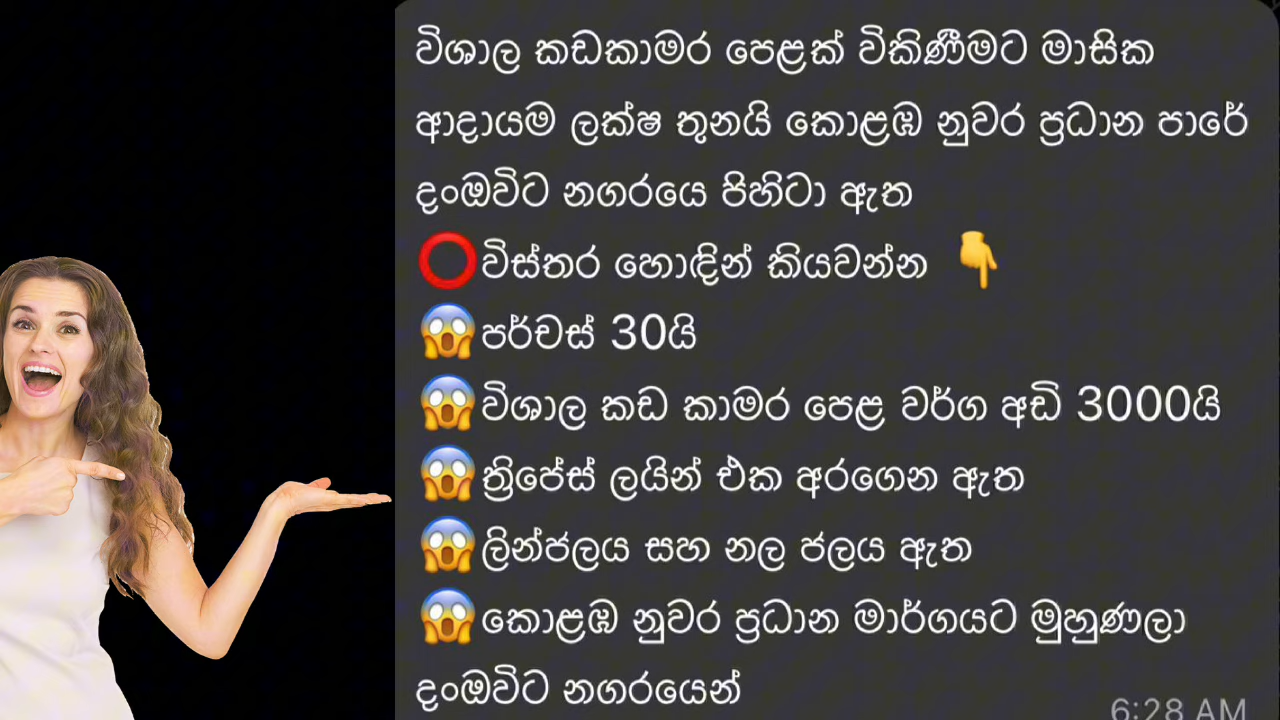 විශාල කඩකාමර පෙළක් විකිණීමට මාසික
ආදායම ලක්ෂ තුනයි කොළඹ නුවර ප්‍රධාන පාරේ
දංඔවිට නගරයෙ පිහිටා ඇත
⭕විස්තර හොඳින් කියවන්න 👇
😱පර්චස් 30යි
😱විශාල කඩ කාමර පෙළ වර්ග අඩි 3000යි
😱ත්‍රිපේස් ලයින් එක අරගෙන ඇත
😱ලින්ජලය සහ නල ජලය ඇත
😱කොළඹ නුවර ප්‍රධාන මාර්ගයට මුහුණලා
දංඔවිට නගරයෙන්
6:28 AM